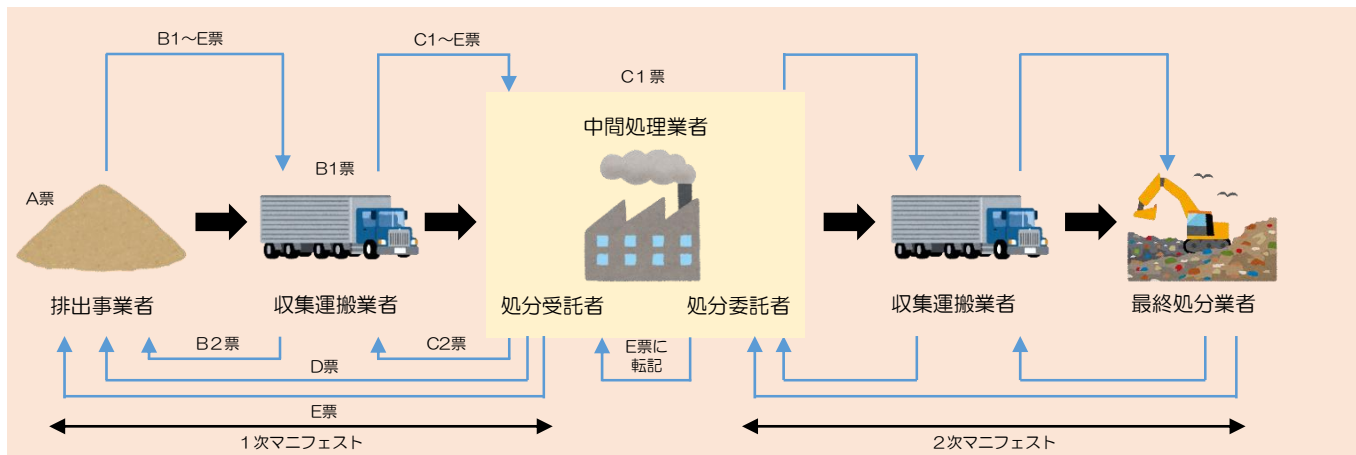 B1～E票
C1～E票
C1票
中間処理業者
A票
B1票
排出事業者
収集運搬業者
処分受託者
処分委託者
収集運搬業者
最終処分業者
B2票
C2票
E票に
転記
D票
E票
1次マニフェスト
2次マニフェスト